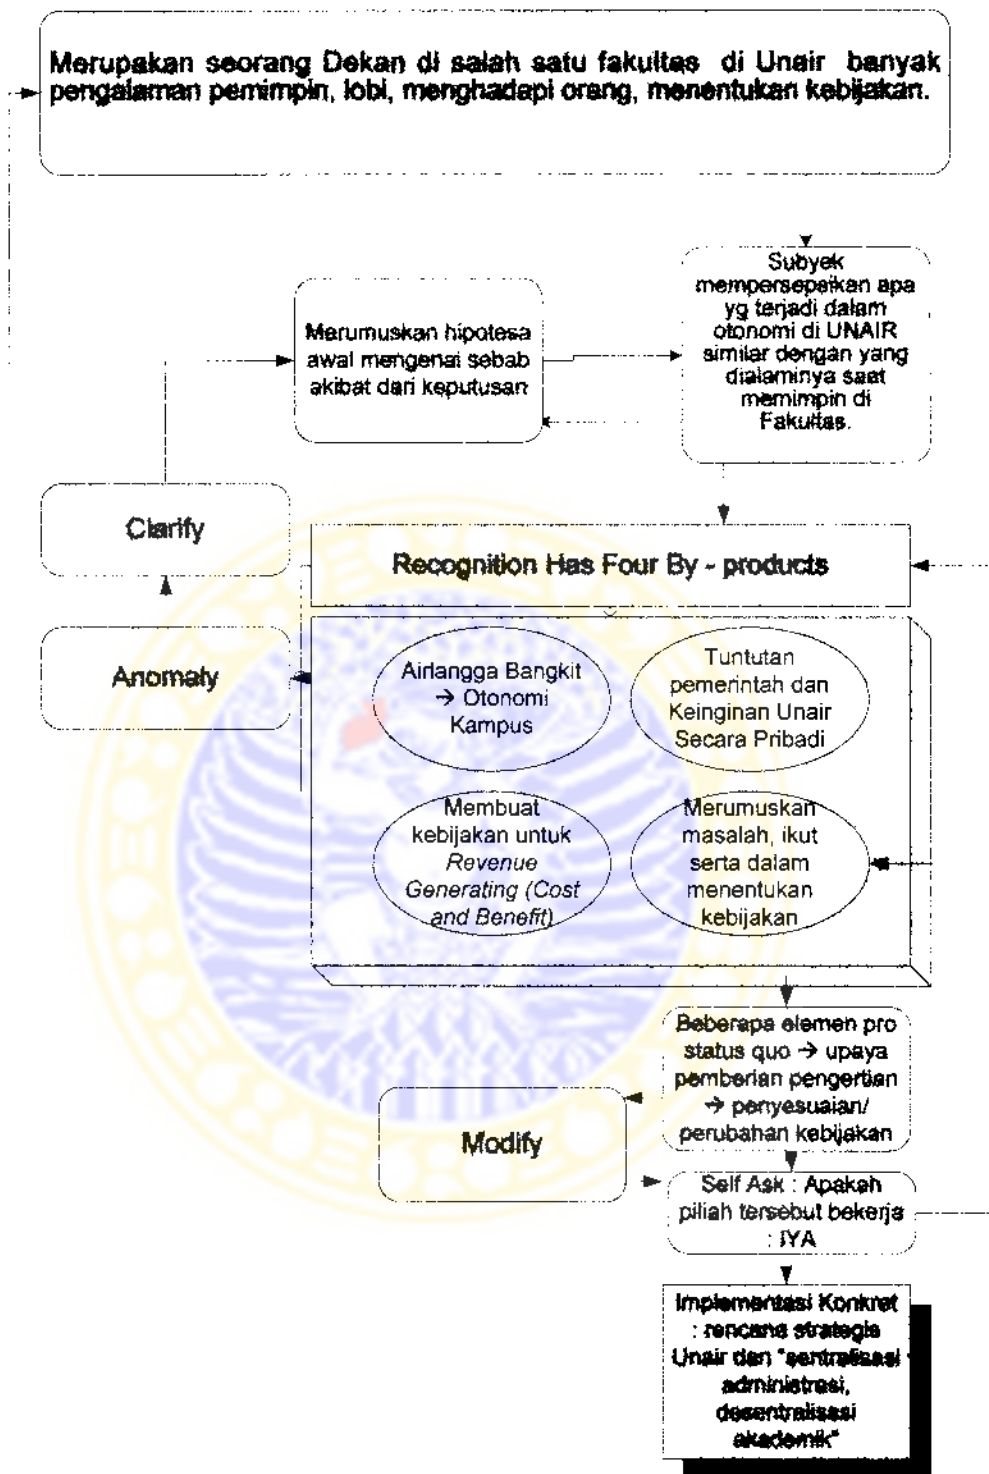 Merupakan seorang Dekan di salah satu fakultas di Unair banyak
pengalaman pemimpin, lobi, menghadapi orang, menentukan kebijakan.
Subyek
mempersepsikan apa
yg terjadi dalam
otonomi di UNAIR
similar dengan yang
dialaminya saat
memimpin di
Fakultas.
Merumuskan hipotesa
awal mengenai sebab
akibat dari keputusan
Clarify
Recognition Has Four By - products
Anomaly
Airlangga Bangkit
→ Otonomi
Kampus
Tuntutan
pemerintah dan
Keinginan Unair
Secara Pribadi
Membuat
kebijakan untuk
Revenue
Generating (Cost
and Benefit)
Merumuskan
masalah, ikut
serta dalam
menentukan
kebijakan
Beberapa elemen pro
status quo → upaya
pemberian pengertian
→ penyesuaian/
perubahan kebijakan
Modify
Self Ask : Apakah
piliah tersebut bekerja
: IYA
Implementasi Konkret
: rencana strategis
Unair dan "sentralisasi
administrasi,
desentralisasi
akademik"